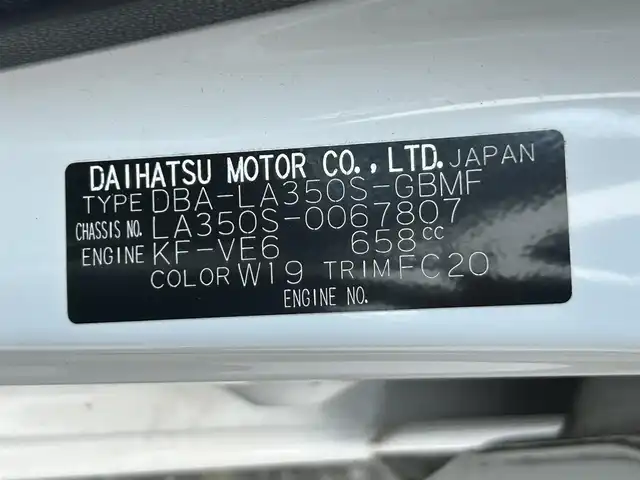 DAIHATSU MOTOR CO., LTD. JAPAN
TYPE DBA-LA350S-GBMF
CHASSIS NO. LA350S-0067807
ENGINE KF-VE6 658cc
COLOR W19 TRIM FC20
ENGINE NO.